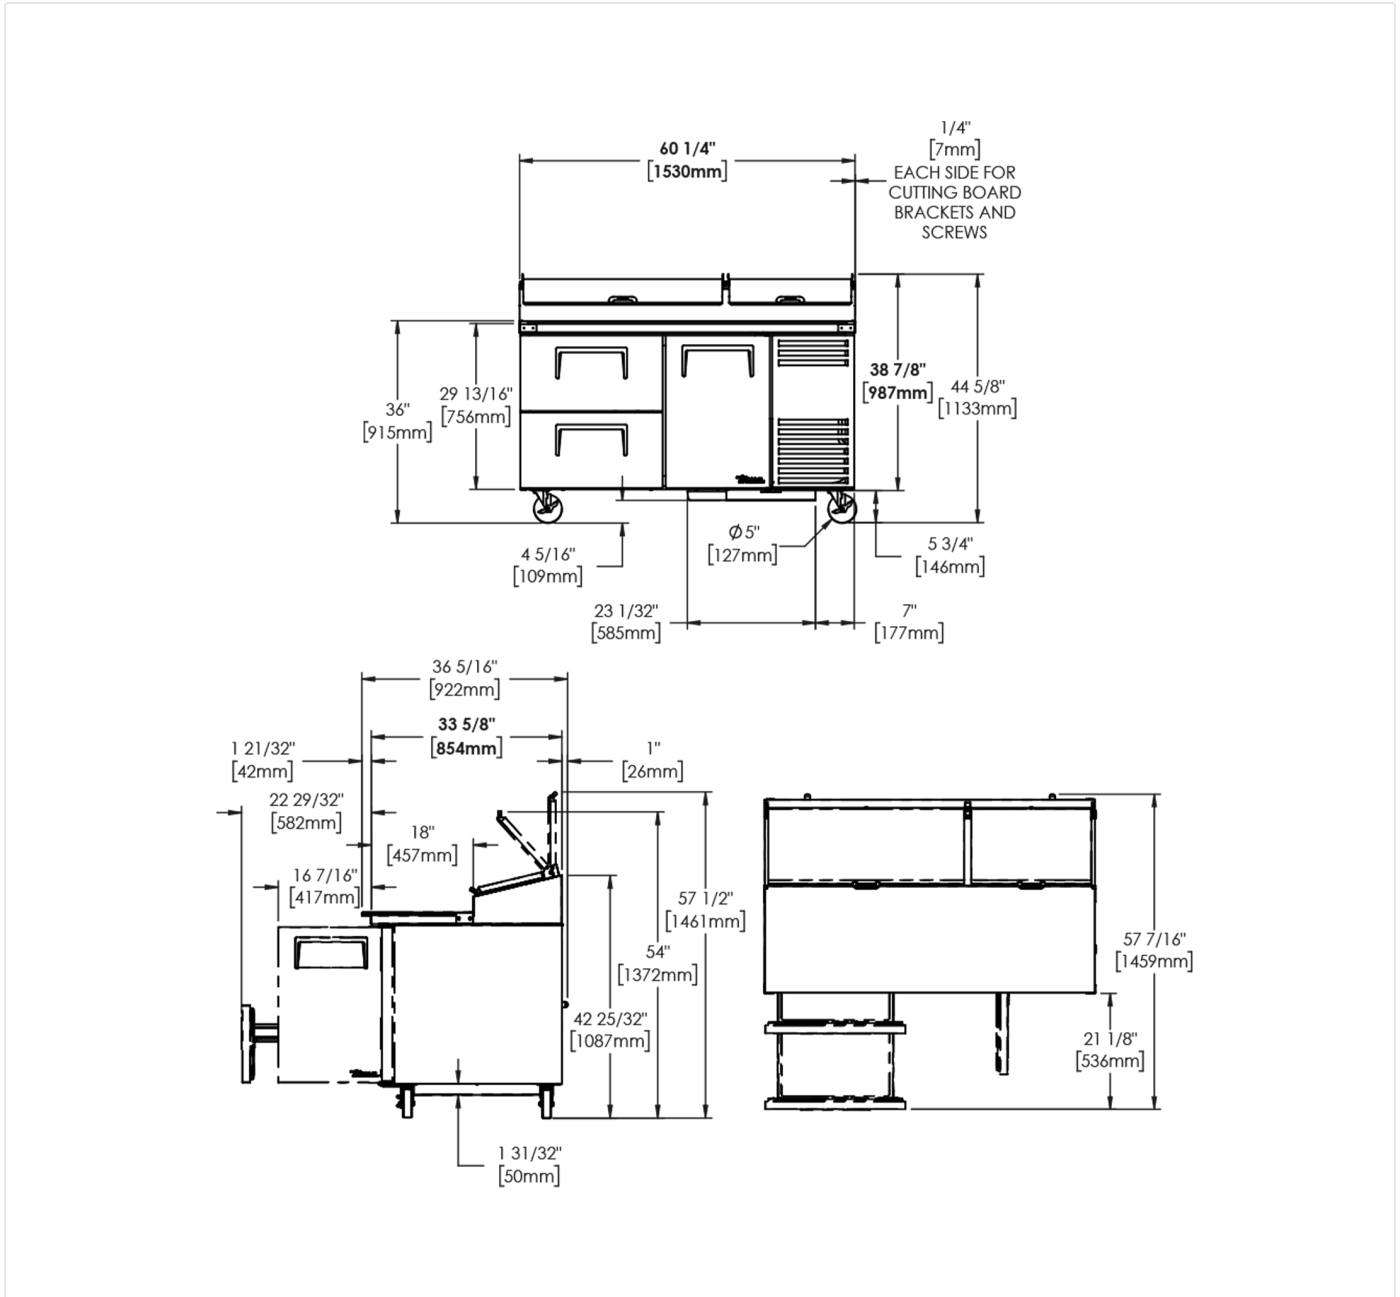 1/4"
[7mm]
EACH SIDE FOR
CUTTING BOARD
BRACKETS AND
SCREWS
60 1/4"
[1530mm]
38 7/8"
[987mm]
44 5/8"
[1133mm]
29 13/16"
[756mm]
36"
[915mm]
True
Ø5"
[127mm]
5 3/4"
[146mm]
4 5/16"
[109mm]
23 1/32"
[585mm]
7"
[177mm]
36 5/16"
[922mm]
33 5/8"
[854mm]
1 21/32"
[42mm]
1"
[26mm]
22 29/32"
[582mm]
18"
[457mm]
16 7/16"
[417mm]
57 1/2"
[1461mm]
54"
[1372mm]
42 25/32"
[1087mm]
True
1 31/32"
[50mm]
57 7/16"
[1459mm]
21 1/8"
[536mm]